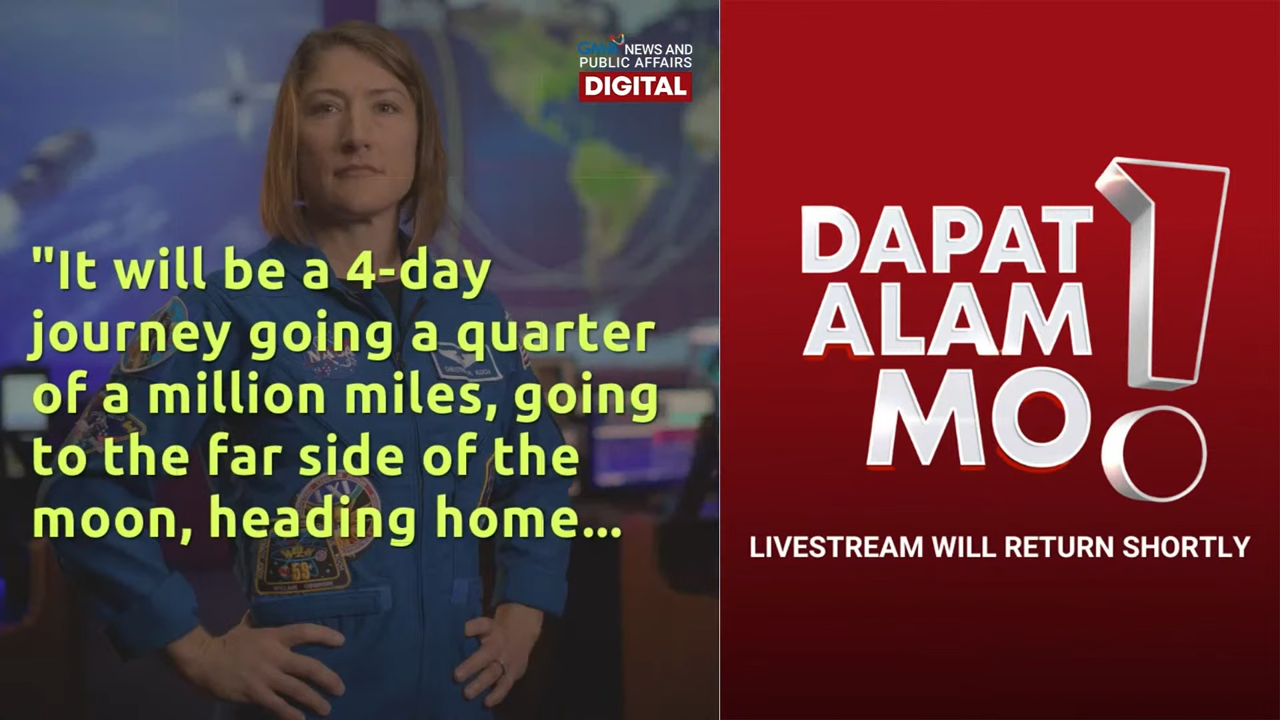 GMA NEWS AND
PUBLIC AFFAIRS
DIGITAL
"It will be a 4-day
journey going a quarter
of a million miles, going
to the far side of the
moon, heading home...
NASA
DAPAT
ALAM
MO!
LIVESTREAM WILL RETURN SHORTLY